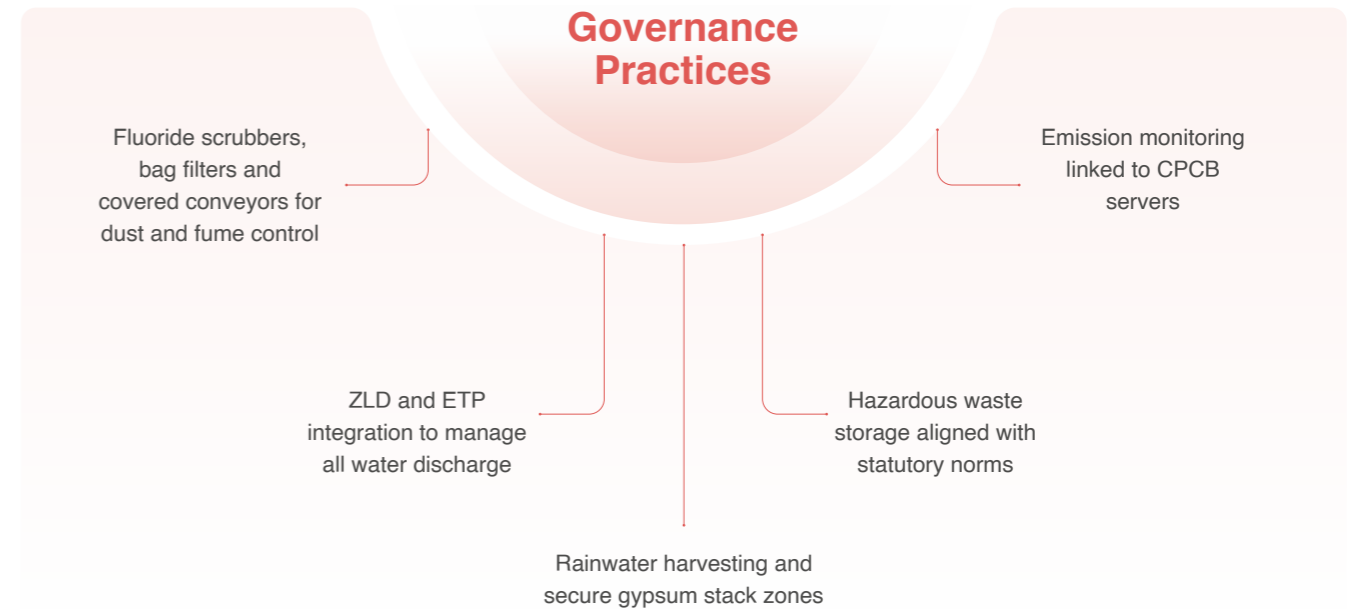 Governance
Practices
Fluoride scrubbers,
bag filters and
covered conveyors for
dust and fume control
Emission monitoring
linked to CPCB
servers
ZLD and ETP
integration to manage
all water discharge
Hazardous waste
storage aligned with
statutory norms
Rainwater harvesting and
secure gypsum stack zones